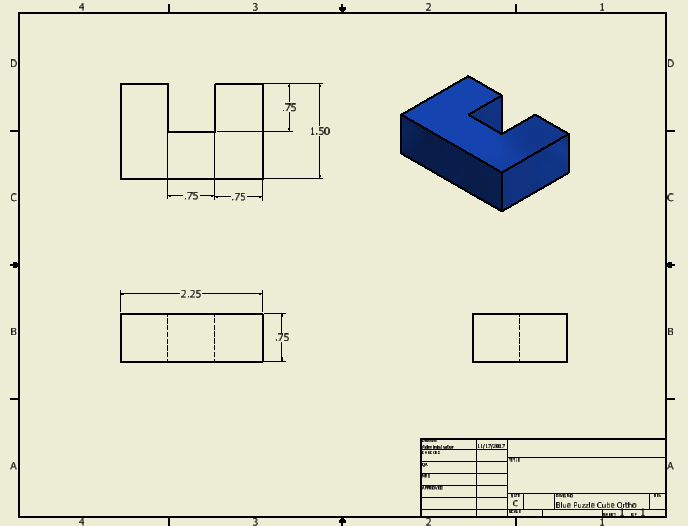 4 3 2 1
D D
.75
1.50
C C
.75 .75
2.25
B B
.75
DRAWN
Administrator 11/17/2017
CHECKED
TITLE
QA
MFG
A A
APPROVED
SIZE DWG NO REV
C Blue Puzzle Cube Ortho
SCALE SHEET 1 OF 1
4 3 2 1